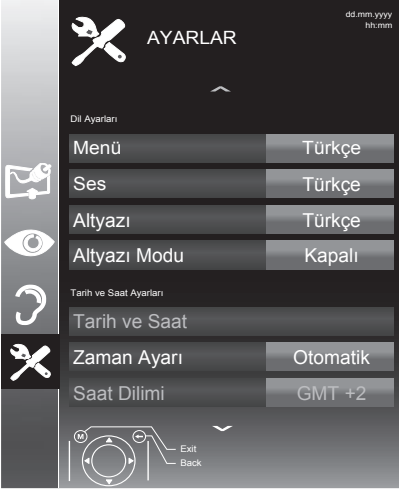 AYARLAR
dd.mm.yyyy
hh:mm
Dil Ayarları
Menü Türkçe
Ses Türkçe
Altyazı Türkçe
Altyazı Modu Kapalı
Tarih ve Saat Ayarları
Tarih ve Saat
Zaman Ayarı Otomatik
Saat Dilimi GMT +2
M
Exit
Back